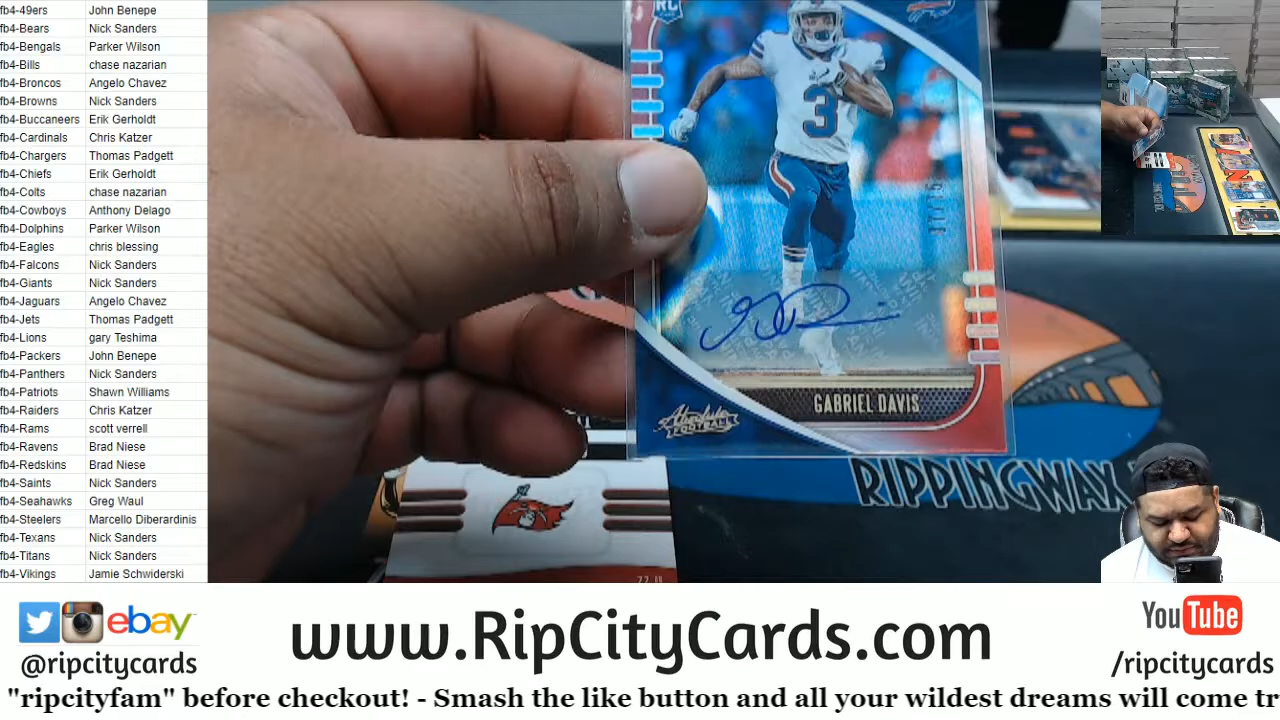 fb4-49ers John Benepe
fb4-Bears Nick Sanders
fb4-Bengals Parker Wilson
fb4-Bills chase nazarian
fb4-Broncos Angelo Chavez
fb4-Browns Nick Sanders
fb4-Buccaneers Erik Gerholdt
fb4-Cardinals Chris Katzer
fb4-Chargers Thomas Padgett
fb4-Chiefs Erik Gerholdt
fb4-Colts chase nazarian
fb4-Cowboys Anthony Delago
fb4-Dolphins Parker Wilson
fb4-Eagles chris blessing
fb4-Falcons Nick Sanders
fb4-Giants Nick Sanders
fb4-Jaguars Angelo Chavez
fb4-Jets Thomas Padgett
fb4-Lions gary Teshima
fb4-Packers John Benepe
fb4-Panthers Nick Sanders
fb4-Patriots Shawn Williams
fb4-Raiders Chris Katzer
fb4-Rams scott verrell
fb4-Ravens Brad Niese
fb4-Redskins Brad Niese
fb4-Saints Nick Sanders
fb4-Seahawks Greg Waul
fb4-Steelers Marcello Diberardinis
fb4-Texans Nick Sanders
fb4-Titans Nick Sanders
fb4-Vikings Jamie Schwiderski
RC
3
GABRIEL DAVIS
Absolute
FOOTBALL
RIPPINGWAX
ebay
@ripcitycards
www.RipCityCards.com
YouTube
/ripcitycards
"ripcityfam" before checkout! - Smash the like button and all your wildest dreams will come tr